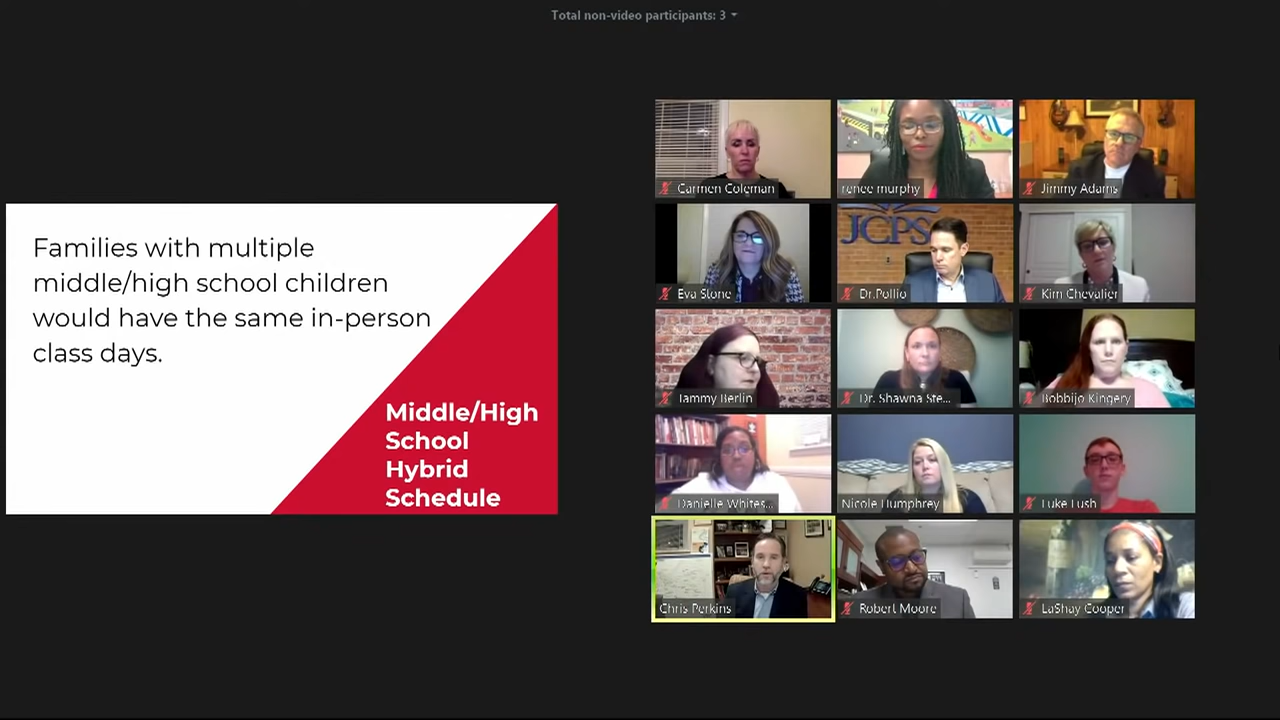 Total non-video participants: 3
Families with multiple
middle/high school children
would have the same in-person
class days.
Middle/High
School
Hybrid
Schedule
Carmen Coleman
renee murphy
Jimmy Adams
JCPS
Eva Stone
Dr.Pollio
Kim Chevalier
Tammy Berlin
Dr. Shawna Ste...
Bobbijo Kingery
Danielle Whites...
Nicole Humphrey
Luke Lush
Chris Perkins
Robert Moore
LaShay Cooper